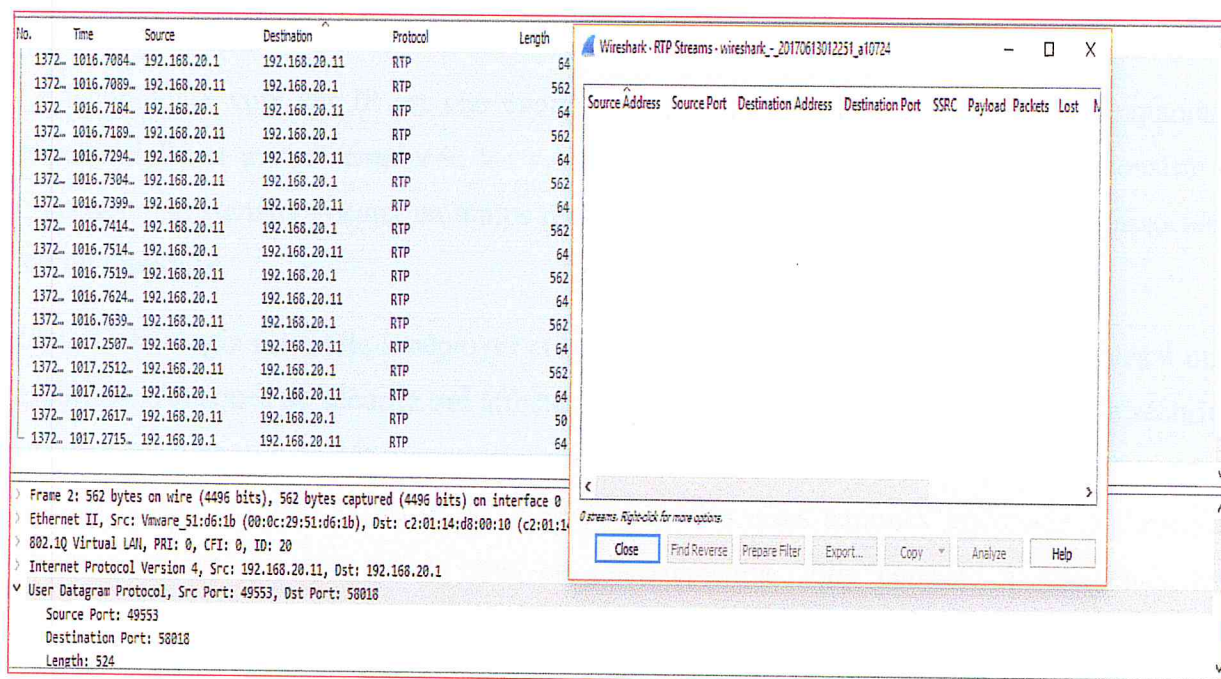 No. Time Source Destination Protocol Length
1372… 1016.7084… 192.168.20.1 192.168.20.11 RTP 64
1372… 1016.7089… 192.168.20.11 192.168.20.1 RTP 562
1372… 1016.7184… 192.168.20.1 192.168.20.11 RTP 64
1372… 1016.7189… 192.168.20.11 192.168.20.1 RTP 562
1372… 1016.7294… 192.168.20.1 192.168.20.11 RTP 64
1372… 1016.7304… 192.168.20.11 192.168.20.1 RTP 562
1372… 1016.7399… 192.168.20.1 192.168.20.11 RTP 64
1372… 1016.7414… 192.168.20.11 192.168.20.1 RTP 562
1372… 1016.7514… 192.168.20.1 192.168.20.11 RTP 64
1372… 1016.7519… 192.168.20.11 192.168.20.1 RTP 562
1372… 1016.7624… 192.168.20.1 192.168.20.11 RTP 64
1372… 1016.7639… 192.168.20.11 192.168.20.1 RTP 562
1372… 1017.2507… 192.168.20.1 192.168.20.11 RTP 64
1372… 1017.2512… 192.168.20.11 192.168.20.1 RTP 562
1372… 1017.2612… 192.168.20.1 192.168.20.11 RTP 64
1372… 1017.2617… 192.168.20.11 192.168.20.1 RTP 50
1372… 1017.2715… 192.168.20.1 192.168.20.11 RTP 64
Wireshark · RTP Streams · wireshark_-_20170613012251_a10724
Source Address Source Port Destination Address Destination Port SSRC Payload Packets Lost
0 streams. Right-click for more options.
Close Find Reverse Prepare Filter Export... Copy Analyze Help
Frame 2: 562 bytes on wire (4496 bits), 562 bytes captured (4496 bits) on interface 0
Ethernet II, Src: Vmware_51:d6:1b (00:0c:29:51:d6:1b), Dst: c2:01:14:d8:00:10 (c2:01:1
802.1Q Virtual LAN, PRI: 0, CFI: 0, ID: 20
Internet Protocol Version 4, Src: 192.168.20.11, Dst: 192.168.20.1
User Datagram Protocol, Src Port: 49553, Dst Port: 58018
Source Port: 49553
Destination Port: 58018
Length: 524